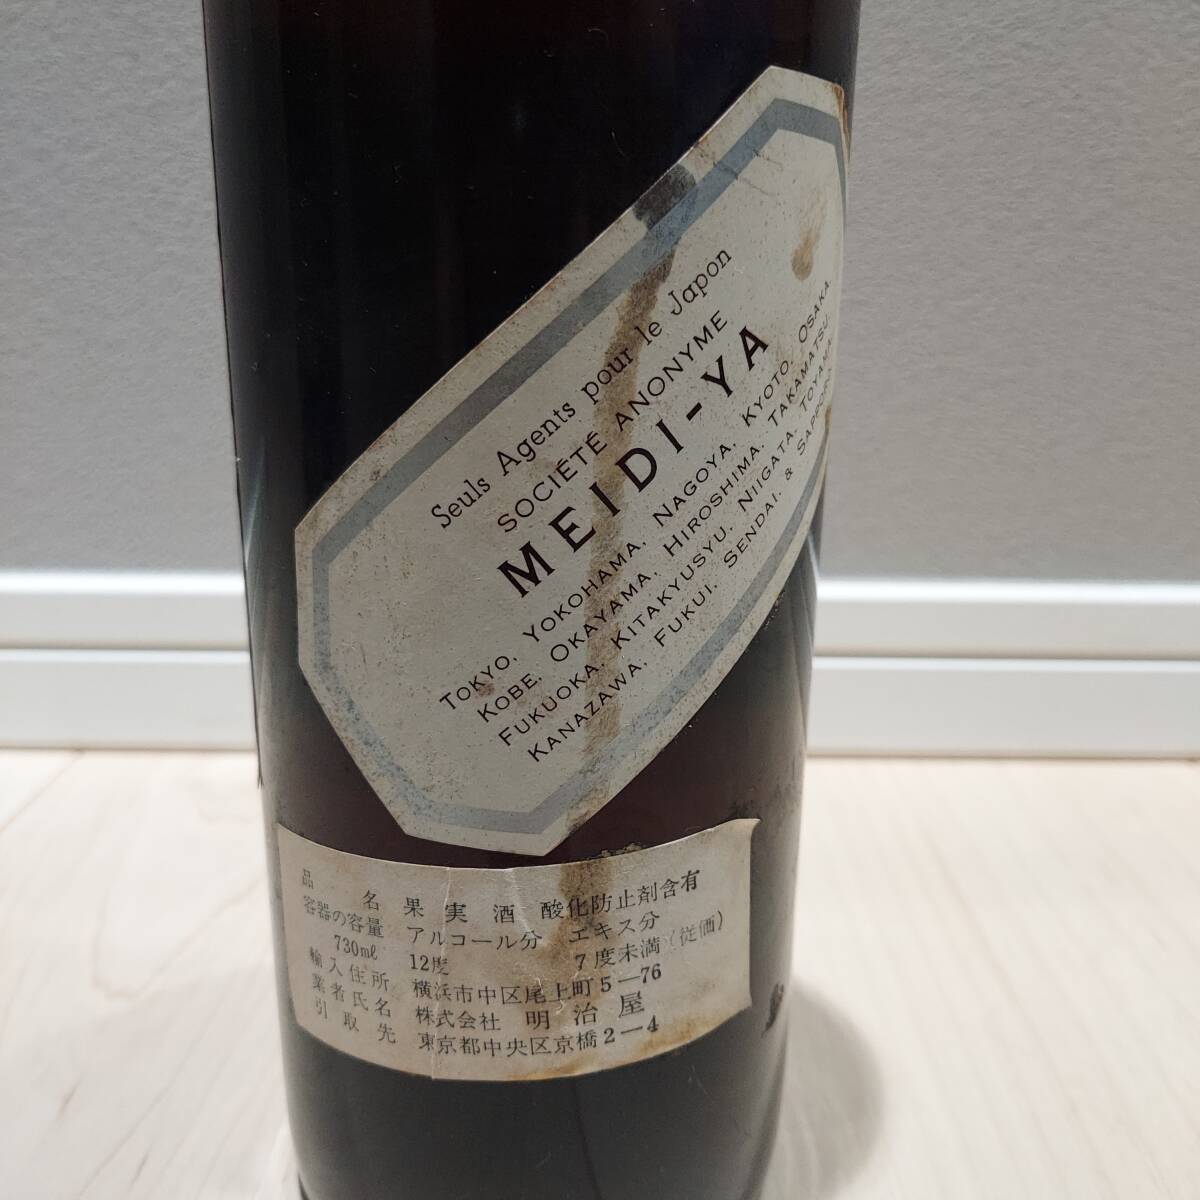 Seuls Agents pour le Japon
SOCIÉTÉ ANONYME
MEIDI-YA
TOKYO, YOKOHAMA, NAGOYA, KYOTO, OSAKA,
KOBE, OKAYAMA, HIROSHIMA, TAKAMATSU,
FUKUOKA, KITAKYUSYU, NIIGATA, TOYAMA,
KANAZAWA, FUKUI, SENDAI, & SAPPORO
品名 果実酒 酸化防止剤含有
容器の容量 アルコール分 エキス分
730ml 12度 7度未満(従価)
輸入住所 横浜市中区尾上町5-76
業者氏名 株式会社 明治屋
引取先 東京都中央区京橋2-4